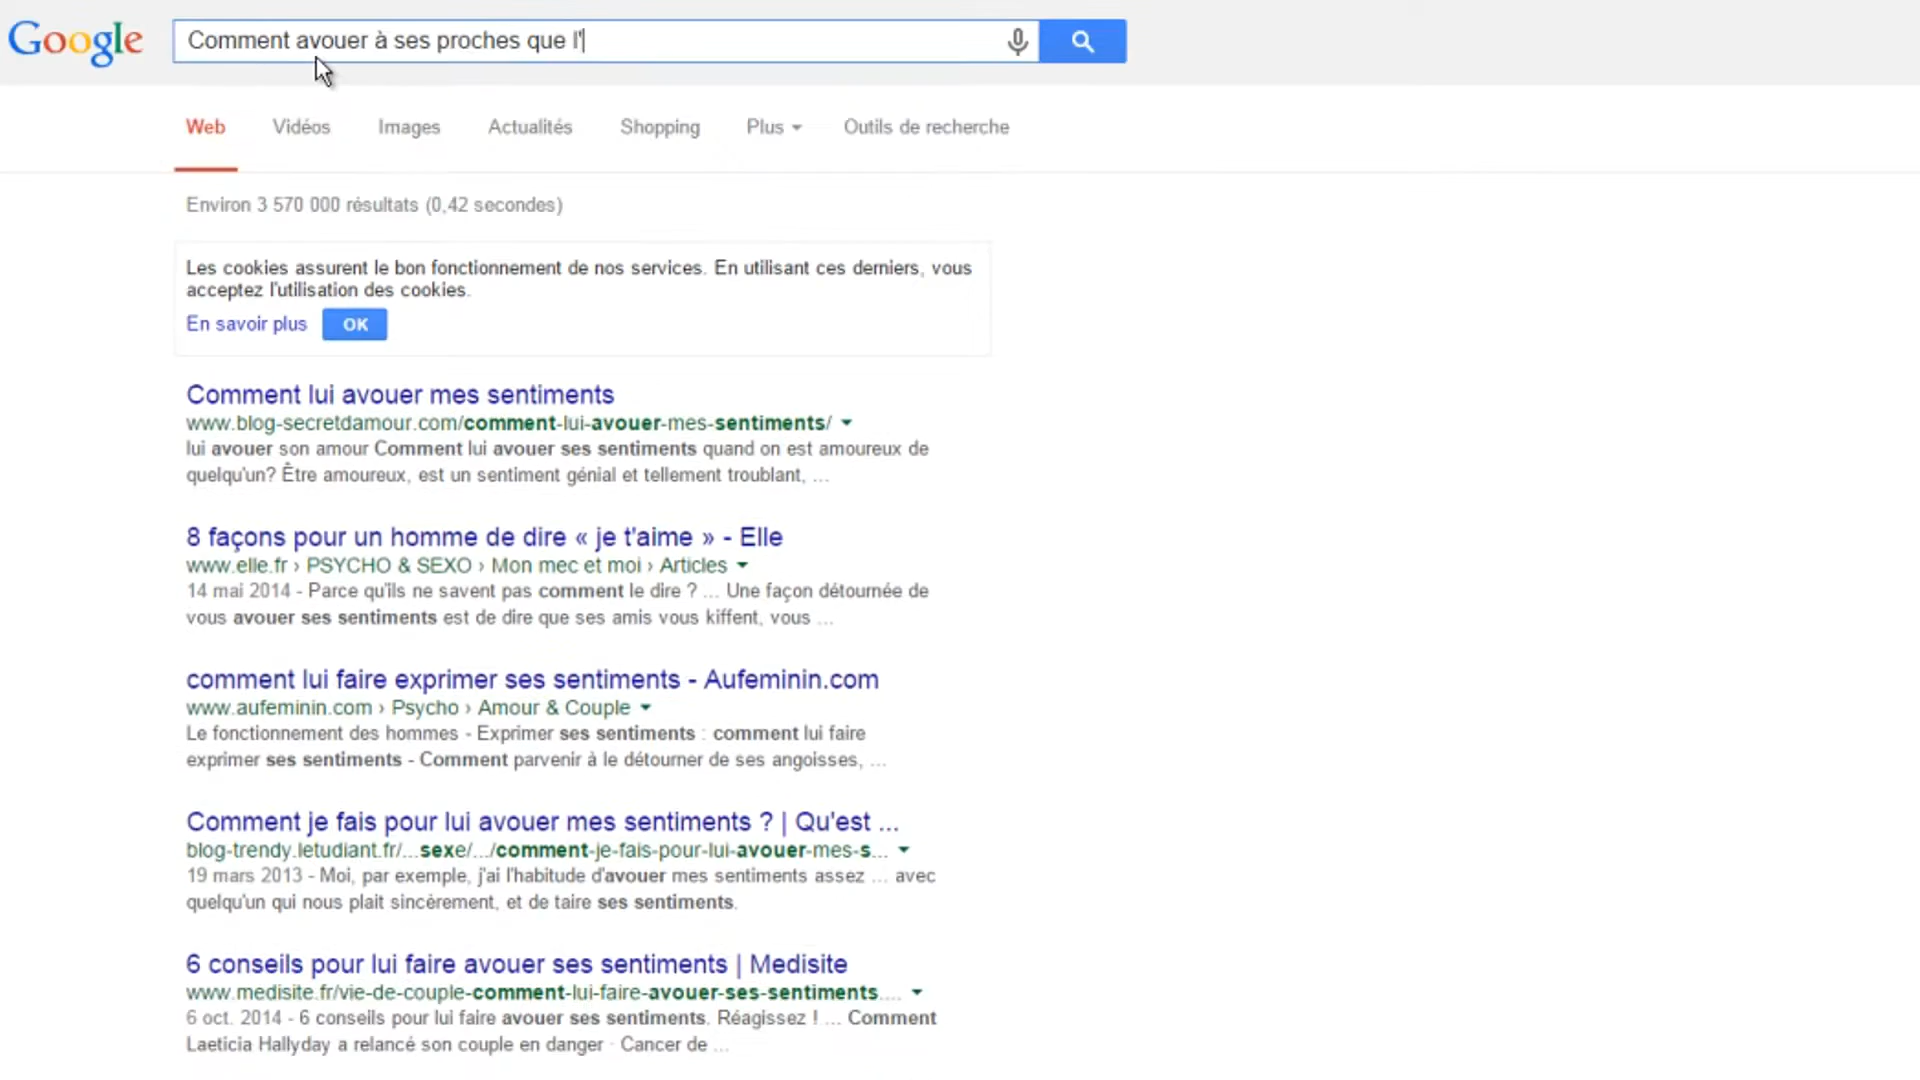 Google
Comment avouer à ses proches que l'
Web Vidéos Images Actualités Shopping Plus Outils de recherche
Environ 3 570 000 résultats (0,42 secondes)
Les cookies assurent le bon fonctionnement de nos services. En utilisant ces derniers, vous
acceptez l'utilisation des cookies.
En savoir plus OK
Comment lui avouer mes sentiments
www.blog-secretdamour.com/comment-lui-avouer-mes-sentiments/
lui avouer son amour Comment lui avouer ses sentiments quand on est amoureux de
quelqu'un? Être amoureux, est un sentiment génial et tellement troublant, ...
8 façons pour un homme de dire « je t'aime » - Elle
www.elle.fr › PSYCHO & SEXO › Mon mec et moi › Articles
14 mai 2014 - Parce qu'ils ne savent pas comment le dire ? ... Une façon détournée de
vous avouer ses sentiments est de dire que ses amis vous kiffent, vous ...
comment lui faire exprimer ses sentiments - Aufeminin.com
www.aufeminin.com › Psycho › Amour & Couple
Le fonctionnement des hommes - Exprimer ses sentiments : comment lui faire
exprimer ses sentiments - Comment parvenir à le détourner de ses angoisses, ...
Comment je fais pour lui avouer mes sentiments ? | Qu'est ...
blog-trendy.letudiant.fr/...sexe/.../comment-je-fais-pour-lui-avouer-mes-s...
19 mars 2013 - Moi, par exemple, j'ai l'habitude d'avouer mes sentiments assez ... avec
quelqu'un qui nous plait sincèrement, et de taire ses sentiments.
6 conseils pour lui faire avouer ses sentiments | Medisite
www.medisite.fr/vie-de-couple-comment-lui-faire-avouer-ses-sentiments....
6 oct. 2014 - 6 conseils pour lui faire avouer ses sentiments. Réagissez ! ... Comment
Laeticia Hallyday a relancé son couple en danger · Cancer de ...